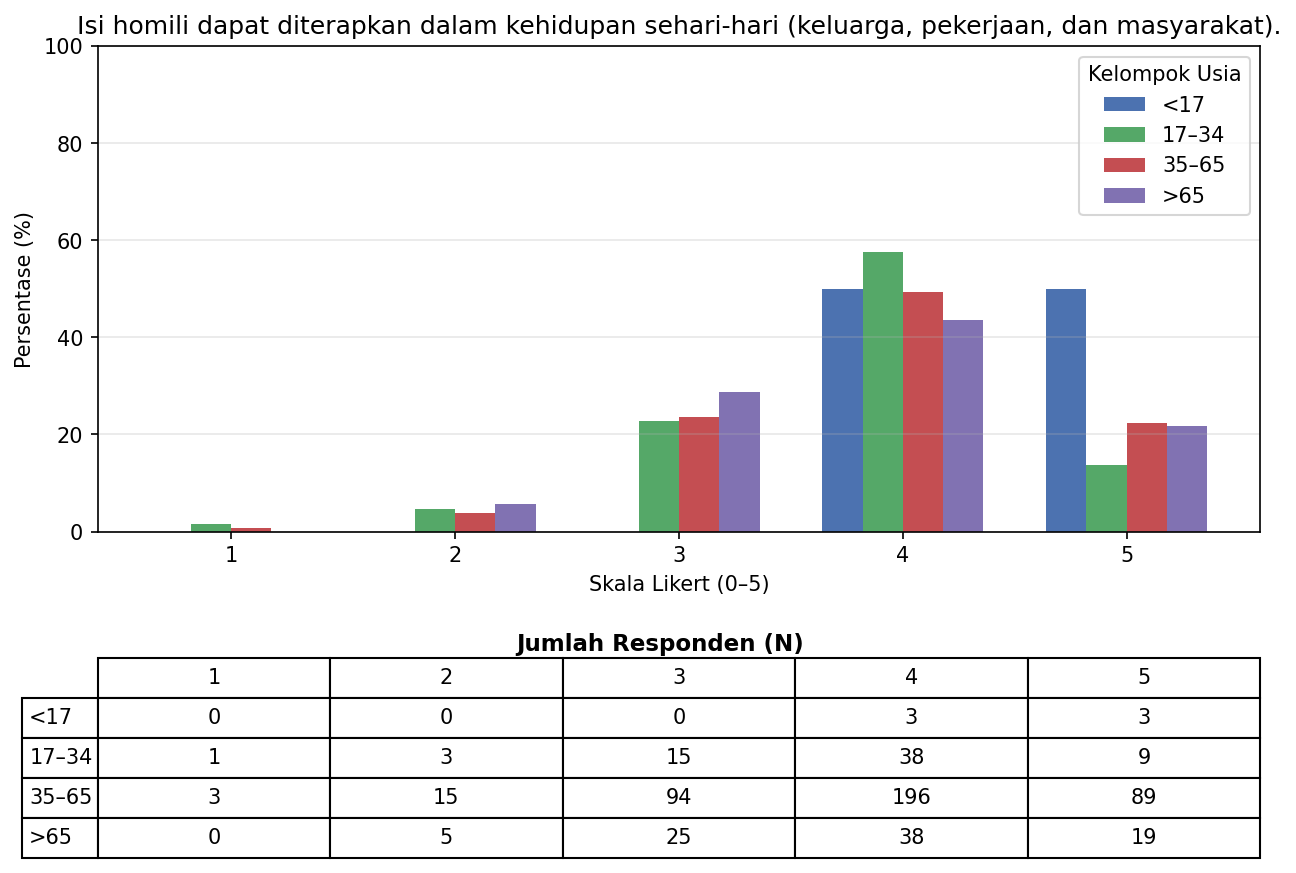 Isi homili dapat diterapkan dalam kehidupan sehari-hari (keluarga, pekerjaan, dan masyarakat).
100
80
60
40
20
0
Persentase (%)
Kelompok Usia
<17
17–34
35–65
>65
1 2 3 4 5
Skala Likert (0–5)
Jumlah Responden (N)
1 2 3 4 5
<17 0 0 0 3 3
17–34 1 3 15 38 9
35–65 3 15 94 196 89
>65 0 5 25 38 19